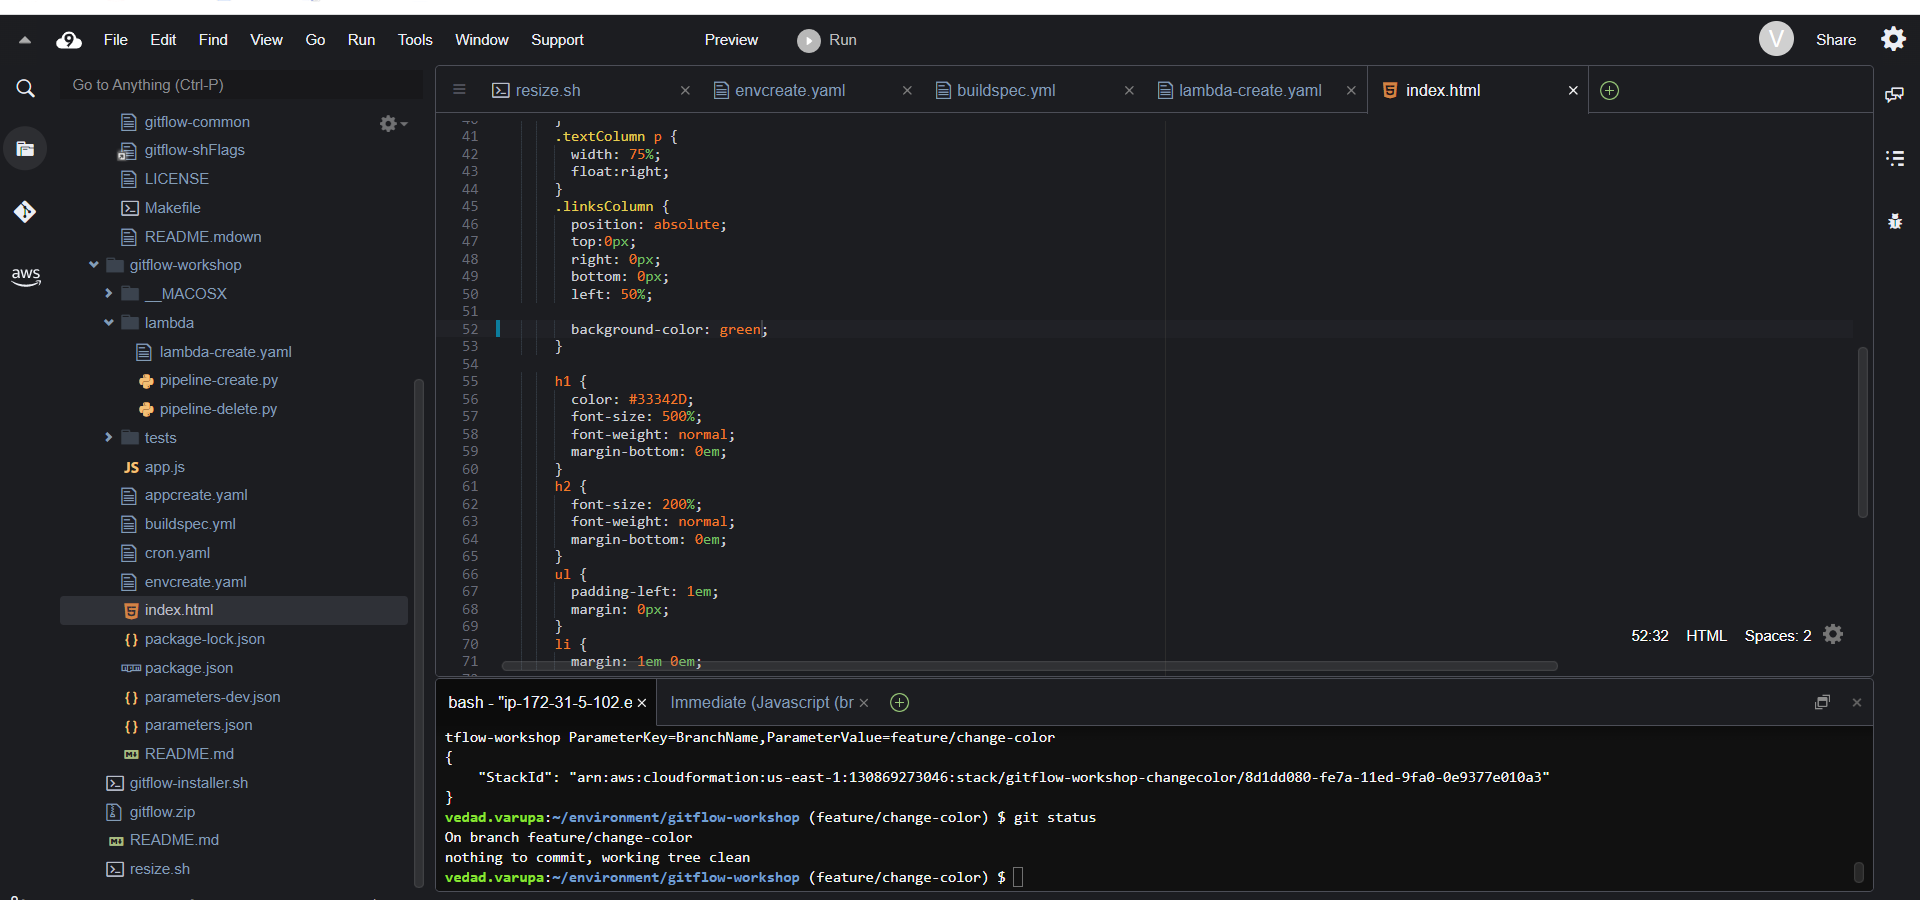 File Edit Find View Go Run Tools Window Support Preview Run V Share
Go to Anything (Ctrl-P)
gitflow-common
gitflow-shFlags
LICENSE
Makefile
README.mdown
gitflow-workshop
__MACOSX
lambda
lambda-create.yaml
pipeline-create.py
pipeline-delete.py
tests
JS app.js
appcreate.yaml
buildspec.yml
cron.yaml
envcreate.yaml
index.html
{} package-lock.json
package.json
{} parameters-dev.json
{} parameters.json
README.md
gitflow-installer.sh
gitflow.zip
README.md
resize.sh
aws
resize.sh envcreate.yaml buildspec.yml lambda-create.yaml index.html
40 }
41 .textColumn p {
42 width: 75%;
43 float:right;
44 }
45 .linksColumn {
46 position: absolute;
47 top:0px;
48 right: 0px;
49 bottom: 0px;
50 left: 50%;
51
52 background-color: green;
53 }
54
55 h1 {
56 color: #33342D;
57 font-size: 500%;
58 font-weight: normal;
59 margin-bottom: 0em;
60 }
61 h2 {
62 font-size: 200%;
63 font-weight: normal;
64 margin-bottom: 0em;
65 }
66 ul {
67 padding-left: 1em;
68 margin: 0px;
69 }
70 li {
71 margin: 1em 0em;
52:32 HTML Spaces: 2
bash - "ip-172-31-5-102.e Immediate (Javascript (br
tflow-workshop ParameterKey=BranchName,ParameterValue=feature/change-color
{
"StackId": "arn:aws:cloudformation:us-east-1:130869273046:stack/gitflow-workshop-changecolor/8d1dd080-fe7a-11ed-9fa0-0e9377e010a3"
}
vedad.varupa:~/environment/gitflow-workshop (feature/change-color) $ git status
On branch feature/change-color
nothing to commit, working tree clean
vedad.varupa:~/environment/gitflow-workshop (feature/change-color) $